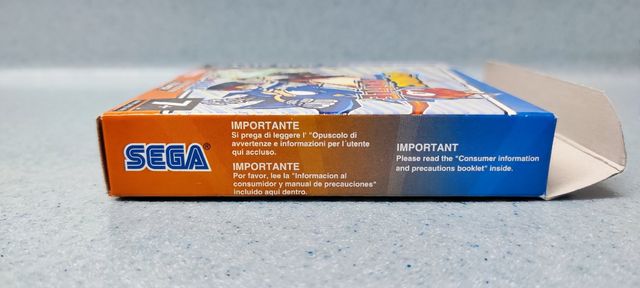 SEGA®
IMPORTANTE
Si prega di leggere l' "Opuscolo di
avvertenze e informazioni per l'utente
qui accluso.
IMPORTANTE
Por favor, lee la "Informacion al
consumidor y manual de precauciones"
incluido aqui dentro.
IMPORTANT
Please read the "Consumer information
and precautions booklet" inside.